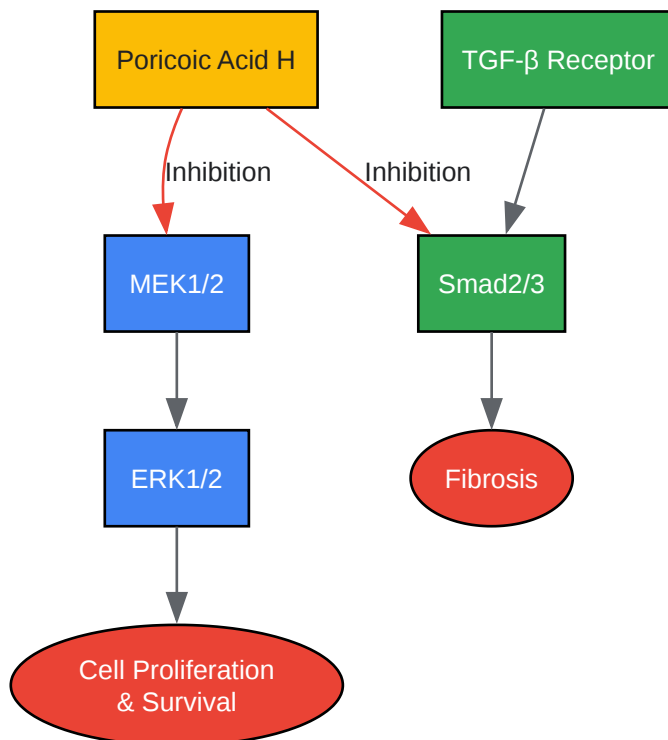 Poricoic Acid H
TGF-β Receptor
Inhibition
Inhibition
MEK1/2
Smad2/3
ERK1/2
Fibrosis
Cell Proliferation
& Survival